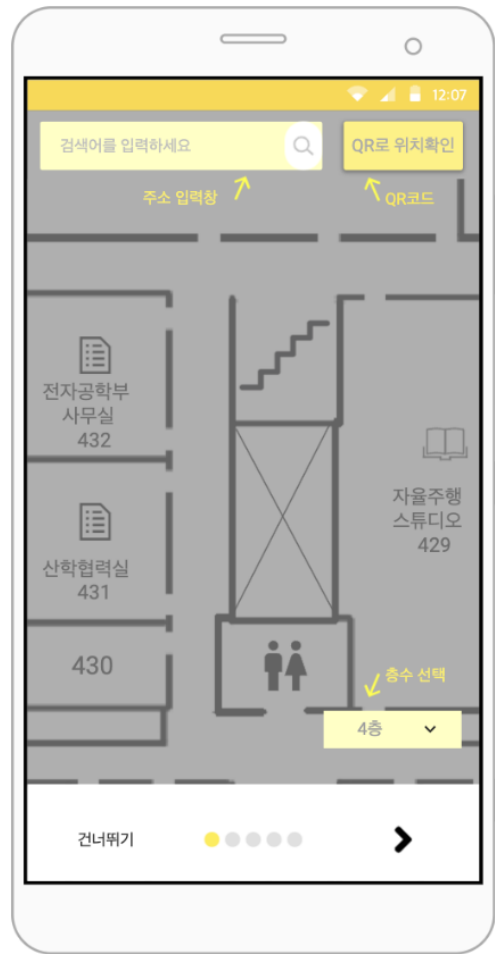 12:07
검색어를 입력하세요
QR로 위치확인
주소 입력창
QR코드
전자공학부
사무실
432
자율주행
스튜디오
429
산학협력실
431
430
층수 선택
4층
건너뛰기